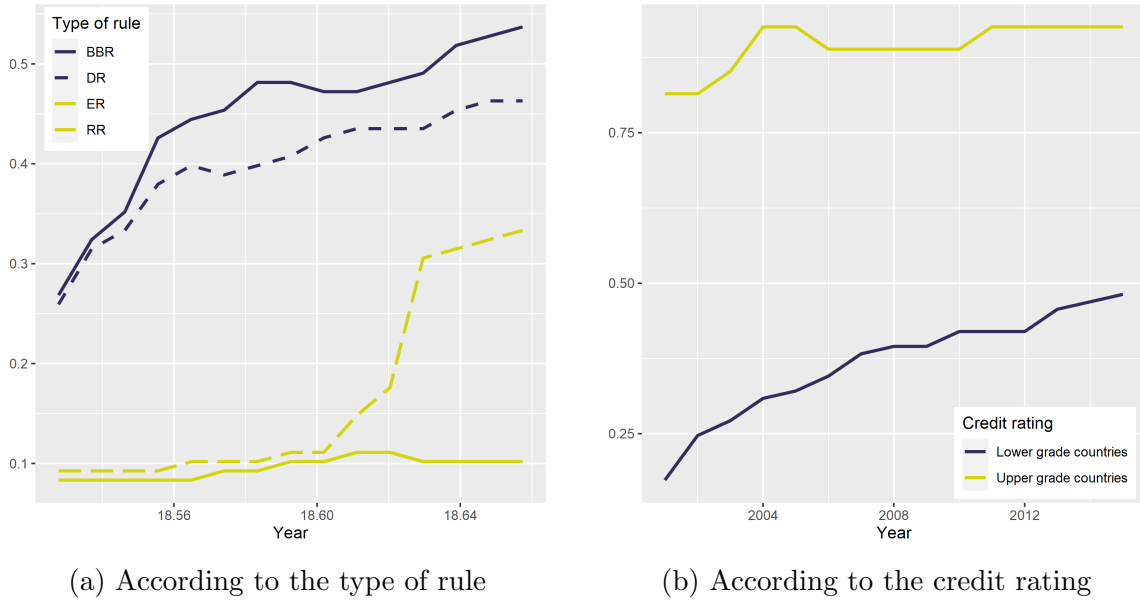 Type of rule
BBR
DR
ER
RR
0.5
0.4
0.3
0.2
0.1
18.56
18.60
18.64
Year
(a) According to the type of rule
0.75
0.50
0.25
Credit rating
Lower grade countries
Upper grade countries
2004
2008
2012
Year
(b) According to the credit rating